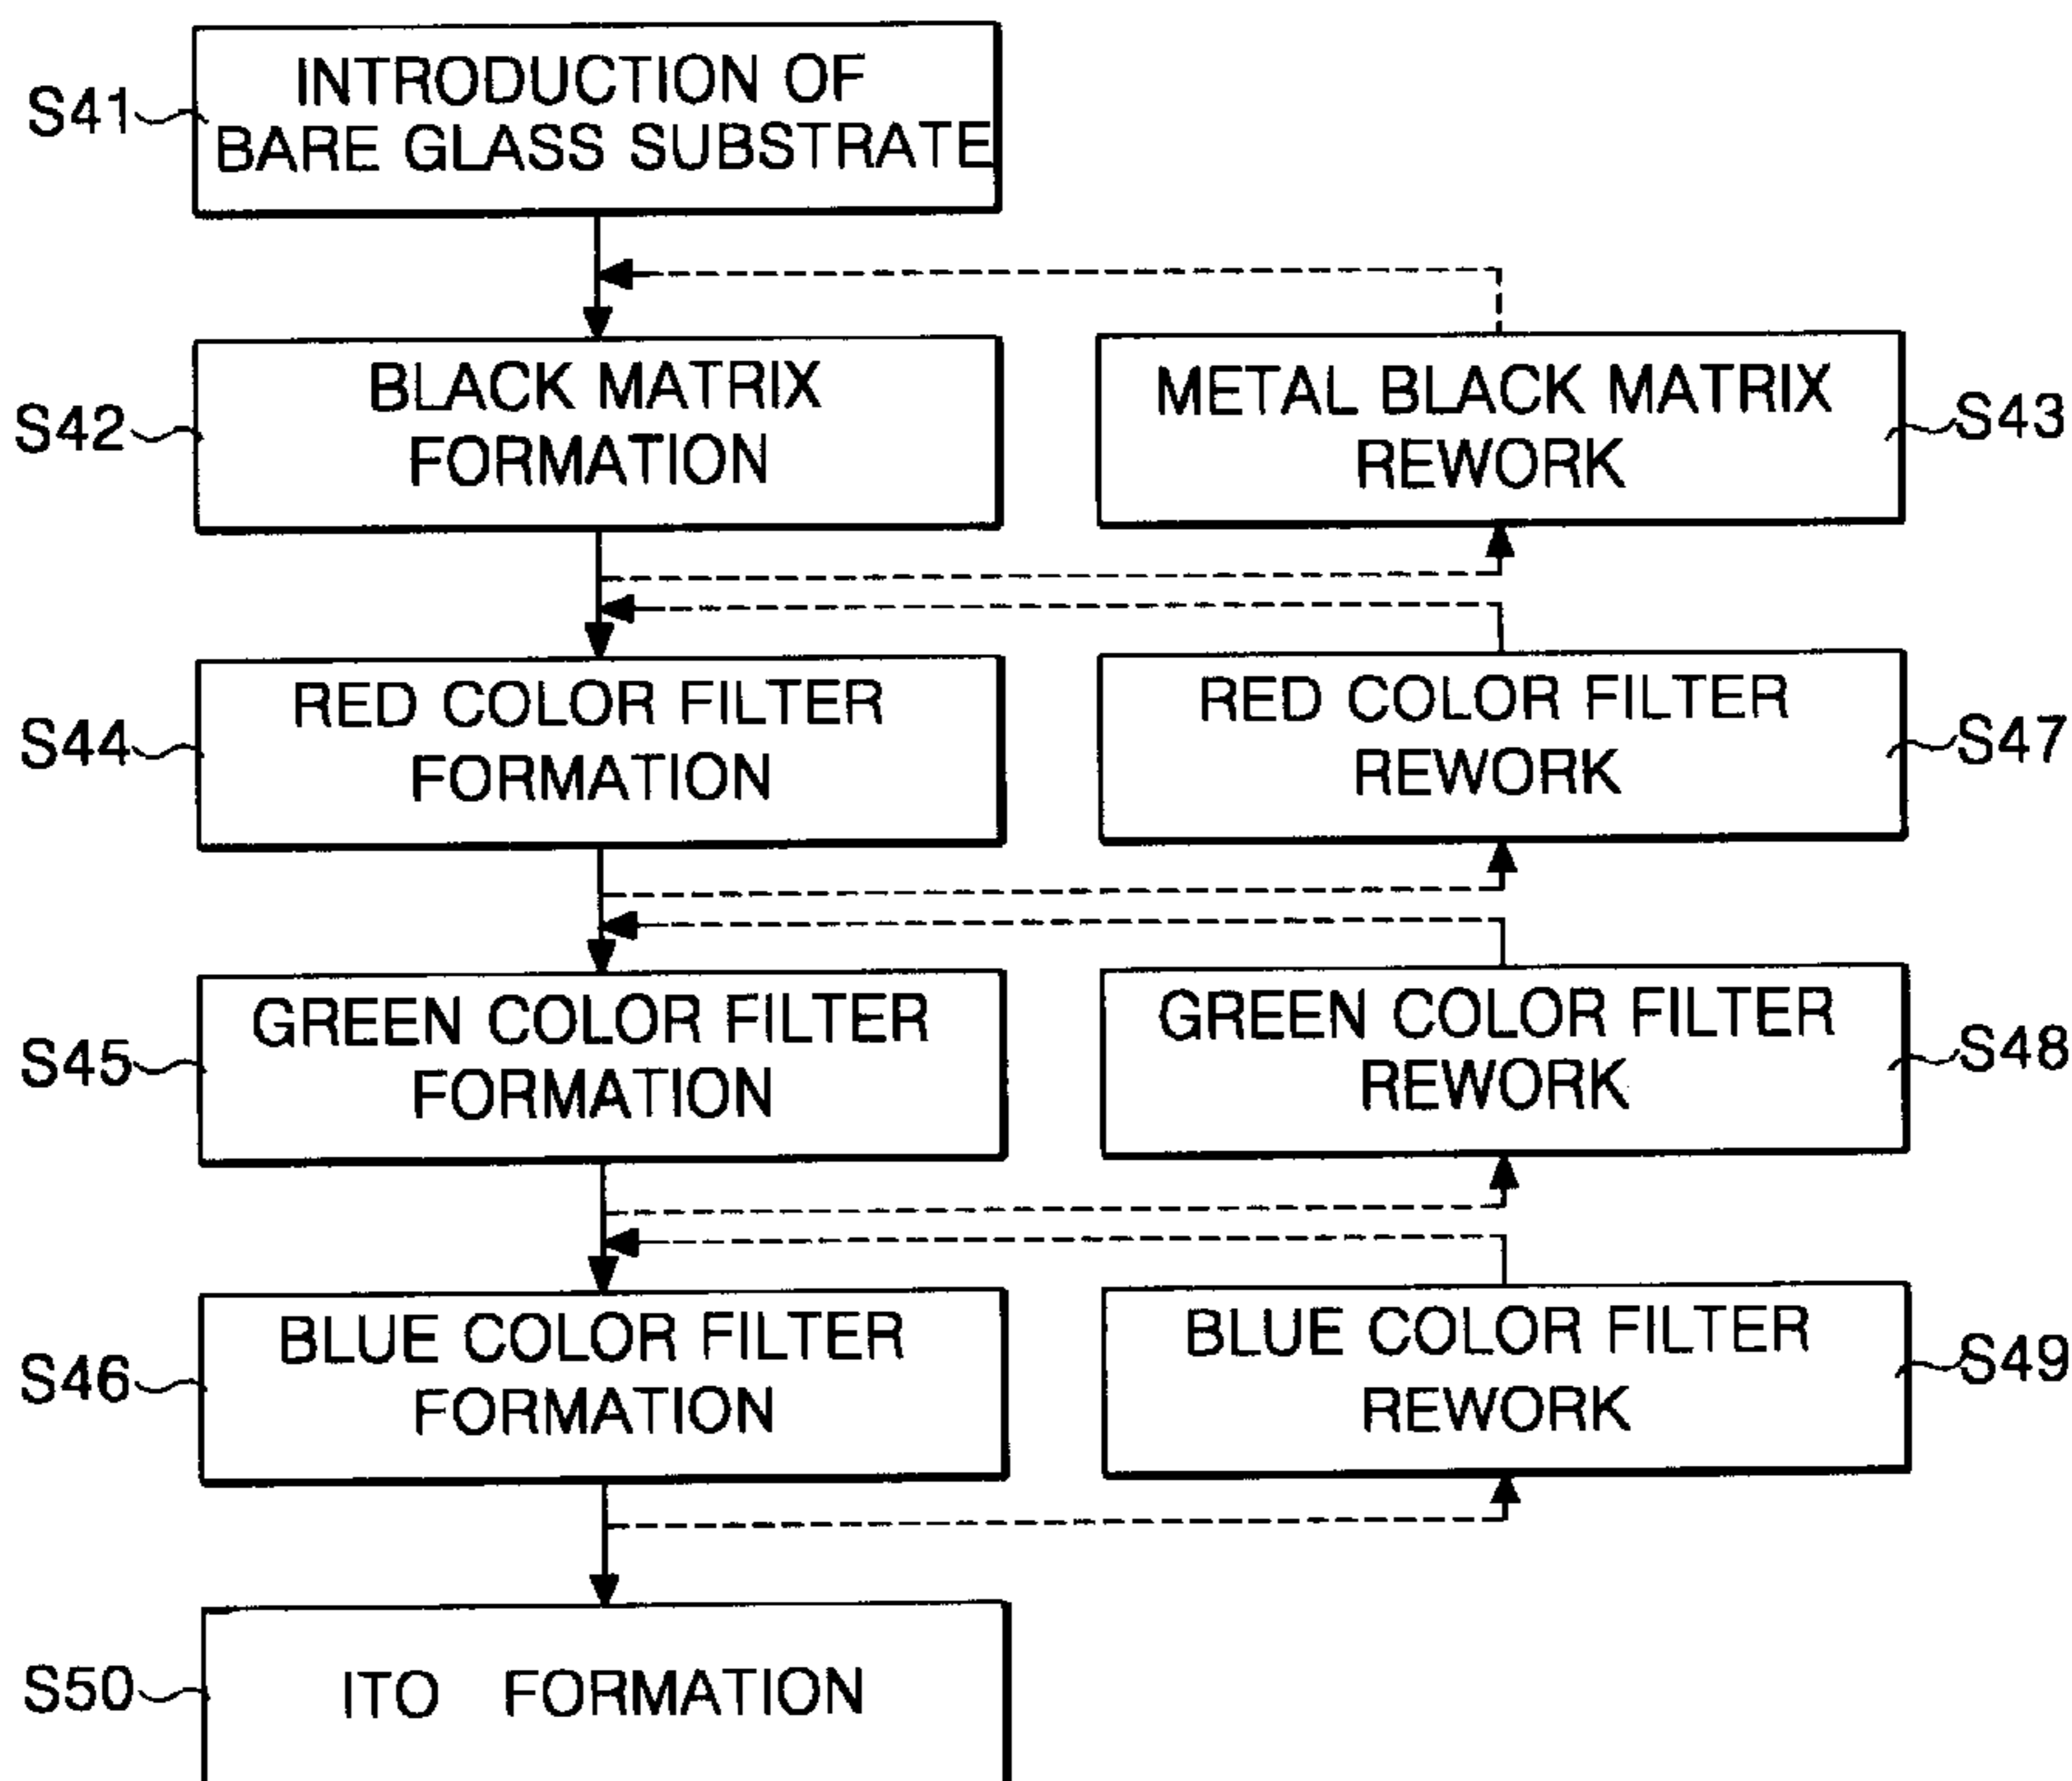 S41
INTRODUCTION OF
BARE GLASS SUBSTRATE
S42
BLACK MATRIX
FORMATION
METAL BLACK MATRIX
REWORK
S43
S44
RED COLOR FILTER
FORMATION
RED COLOR FILTER
REWORK
S47
S45
GREEN COLOR FILTER
FORMATION
GREEN COLOR FILTER
REWORK
S48
S46
BLUE COLOR FILTER
FORMATION
BLUE COLOR FILTER
REWORK
S49
S50
ITO FORMATION